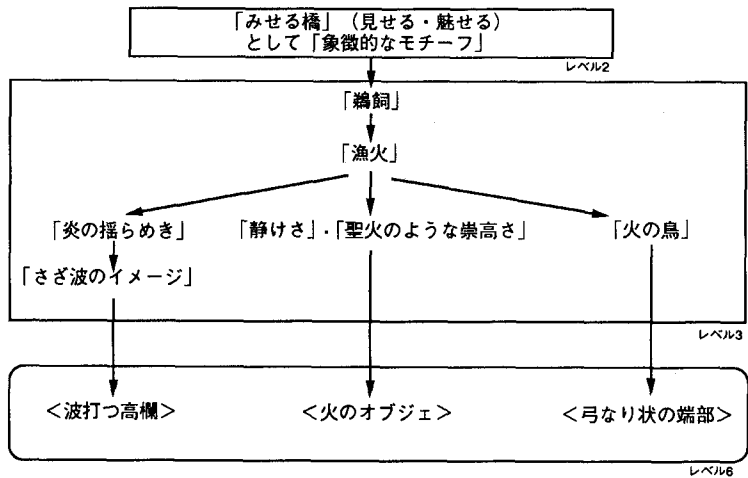 「みせる橋」(見せる・魅せる)
として「象徴的なモチーフ」
レベル2
「鵜飼」
「漁火」
「炎の揺らめき」 「静けさ」・「聖火のような崇高さ」 「火の鳥」
「さざ波のイメージ」
レベル3
<波打つ高欄> <火のオブジェ> <弓なり状の端部>
レベル6